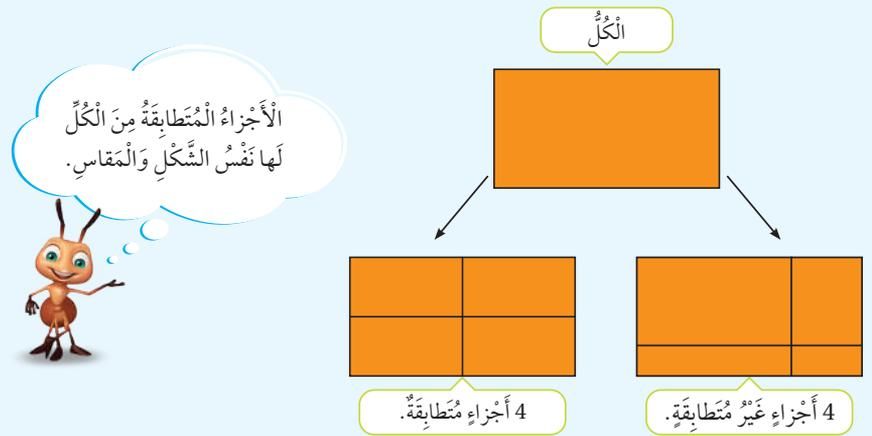 الْكُلُّ
الْأَجْزاءُ الْمُتَطابِقَةُ مِنَ الْكُلِّ
لَها نَفْسُ الشَّكْلِ وَالْمَقاسِ.
4 أَجْزاءٍ غَيْرُ مُتَطابِقَةٍ.
4 أَجْزاءٍ مُتَطابِقَةٌ.